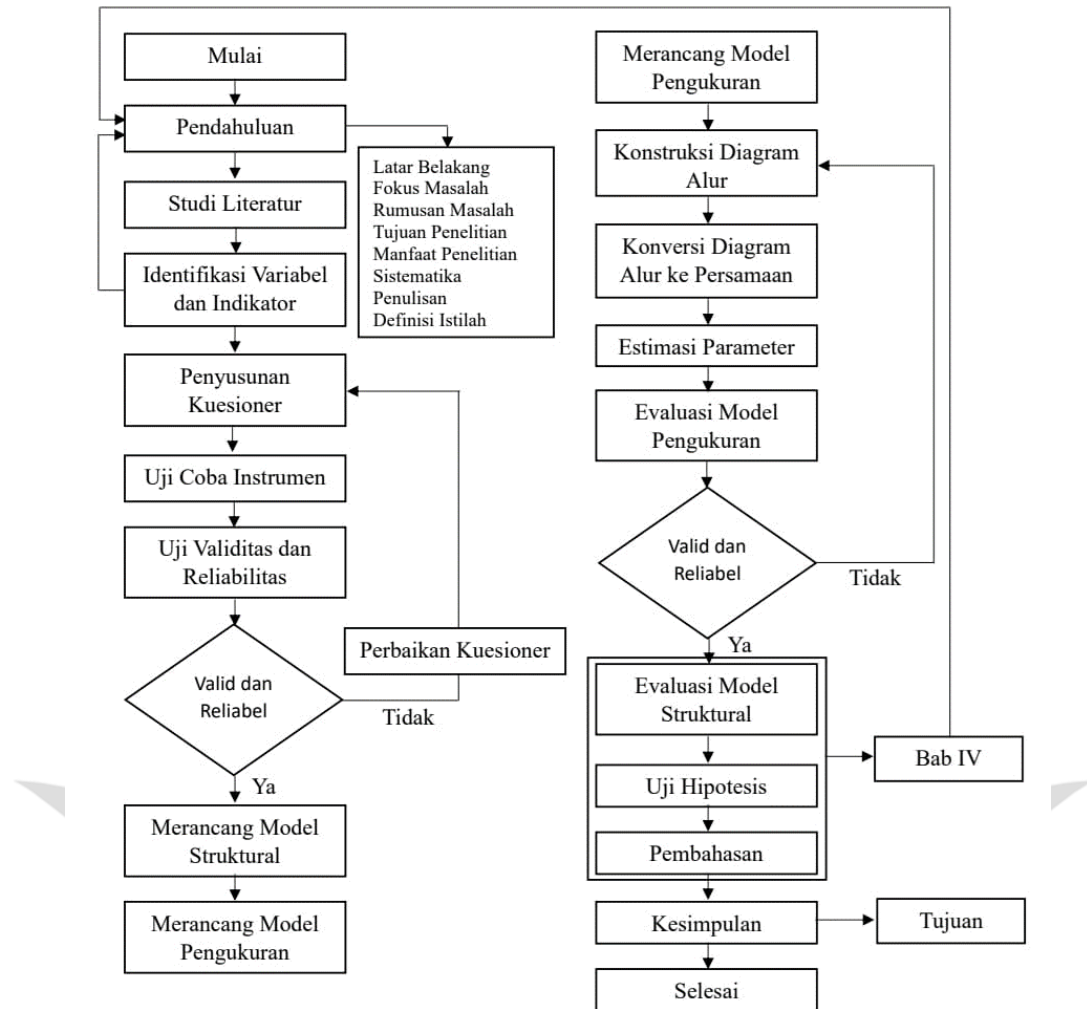 Mulai
Pendahuluan
Latar Belakang
Fokus Masalah
Rumusan Masalah
Tujuan Penelitian
Manfaat Penelitian
Sistematika
Penulisan
Definisi Istilah
Studi Literatur
Identifikasi Variabel
dan Indikator
Penyusunan
Kuesioner
Uji Coba Instrumen
Uji Validitas dan
Reliabilitas
Perbaikan Kuesioner
Valid dan
Reliabel
Tidak
Ya
Merancang Model
Struktural
Merancang Model
Pengukuran
Merancang Model
Pengukuran
Konstruksi Diagram
Alur
Konversi Diagram
Alur ke Persamaan
Estimasi Parameter
Evaluasi Model
Pengukuran
Valid dan
Reliabel
Tidak
Ya
Evaluasi Model
Struktural
Uji Hipotesis
Pembahasan
Bab IV
Kesimpulan
Tujuan
Selesai